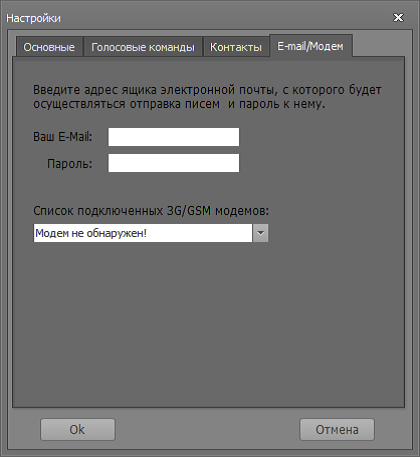 Настройки
Основные Голосовые команды Контакты E-mail/Модем
Введите адрес ящика электронной почты, с которого будет
осуществляться отправка писем и пароль к нему.
Ваш E-Mail:
Пароль:
Список подключенных 3G/GSM модемов:
Модем не обнаружен!
Ok Отмена